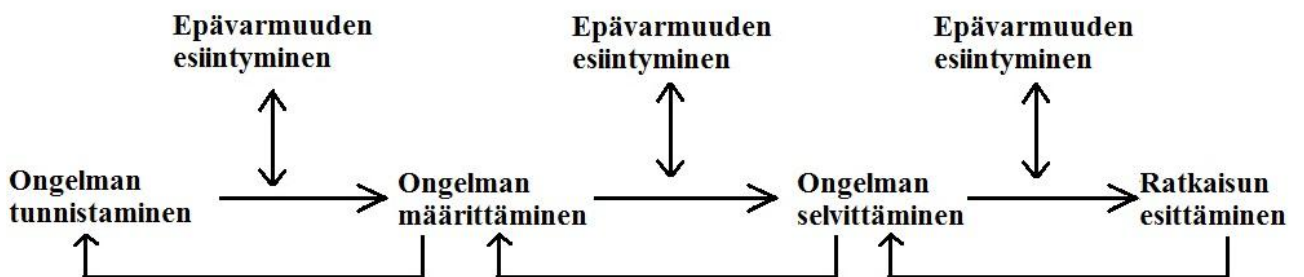 Epävarmuuden
esiintyminen
Epävarmuuden
esiintyminen
Epävarmuuden
esiintyminen
Ongelman
tunnistaminen
Ongelman
määrittäminen
Ongelman
selvittäminen
Ratkaisun
esittäminen